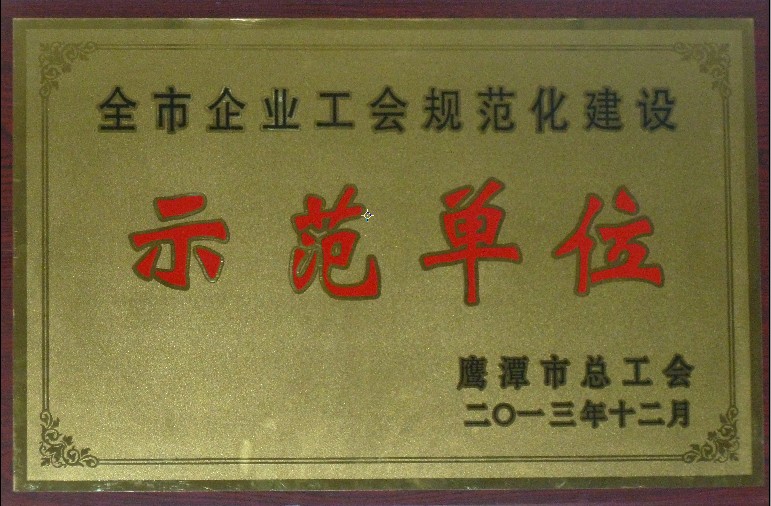 全市企业工会规范化建设
示范单位
鹰潭市总工会
二〇一三年十二月